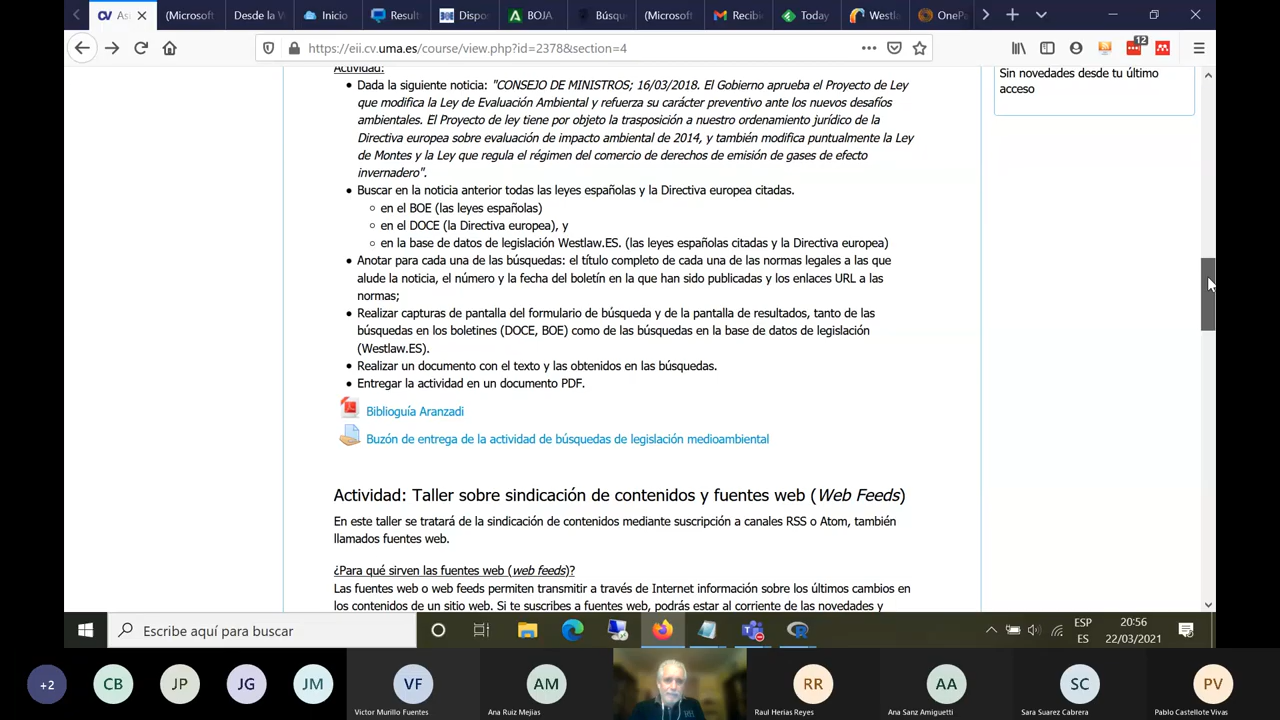 Asi
(Microsoft
Desde la W
Inicio
Result
Dispor
BOJA
Búsqu
(Microsoft
Recibi
Today
Westla
OnePa
https://eii.cv.uma.es/course/view.php?id=2378&section=4
12
Actividad:
Dada la siguiente noticia: "CONSEJO DE MINISTROS; 16/03/2018. El Gobierno aprueba el Proyecto de Ley
que modifica la Ley de Evaluación Ambiental y refuerza su carácter preventivo ante los nuevos desafíos
ambientales. El Proyecto de ley tiene por objeto la trasposición a nuestro ordenamiento jurídico de la
Directiva europea sobre evaluación de impacto ambiental de 2014, y también modifica puntualmente la Ley
de Montes y la Ley que regula el régimen del comercio de derechos de emisión de gases de efecto
invernadero".
Buscar en la noticia anterior todas las leyes españolas y la Directiva europea citadas.
en el BOE (las leyes españolas)
en el DOCE (la Directiva europea), y
en la base de datos de legislación Westlaw.ES. (las leyes españolas citadas y la Directiva europea)
Anotar para cada una de las búsquedas: el título completo de cada una de las normas legales a las que
alude la noticia, el número y la fecha del boletín en la que han sido publicadas y los enlaces URL a las
normas;
Realizar capturas de pantalla del formulario de búsqueda y de la pantalla de resultados, tanto de las
búsquedas en los boletines (DOCE, BOE) como de las búsquedas en la base de datos de legislación
(Westlaw.ES).
Realizar un documento con el texto y las obtenidos en las búsquedas.
Entregar la actividad en un documento PDF.
Biblioguía Aranzadi
Buzón de entrega de la actividad de búsquedas de legislación medioambiental
Actividad: Taller sobre sindicación de contenidos y fuentes web (Web Feeds)
En este taller se tratará de la sindicación de contenidos mediante suscripción a canales RSS o Atom, también
llamados fuentes web.
¿Para qué sirven las fuentes web (web feeds)?
Las fuentes web o web feeds permiten transmitir a través de Internet información sobre los últimos cambios en
los contenidos de un sitio web. Si te suscribes a fuentes web, podrás estar al corriente de las novedades y
Sin novedades desde tu último
acceso
Escribe aquí para buscar
ESP
ES
20:56
22/03/2021
+2
CB
JP
JG
JM
VF
Victor Murillo Fuentes
AM
Ana Ruiz Mejias
RR
Raul Herias Reyes
AA
Ana Sanz Amiguetti
SC
Sara Suarez Cabrera
PV
Pablo Castellote Vivas